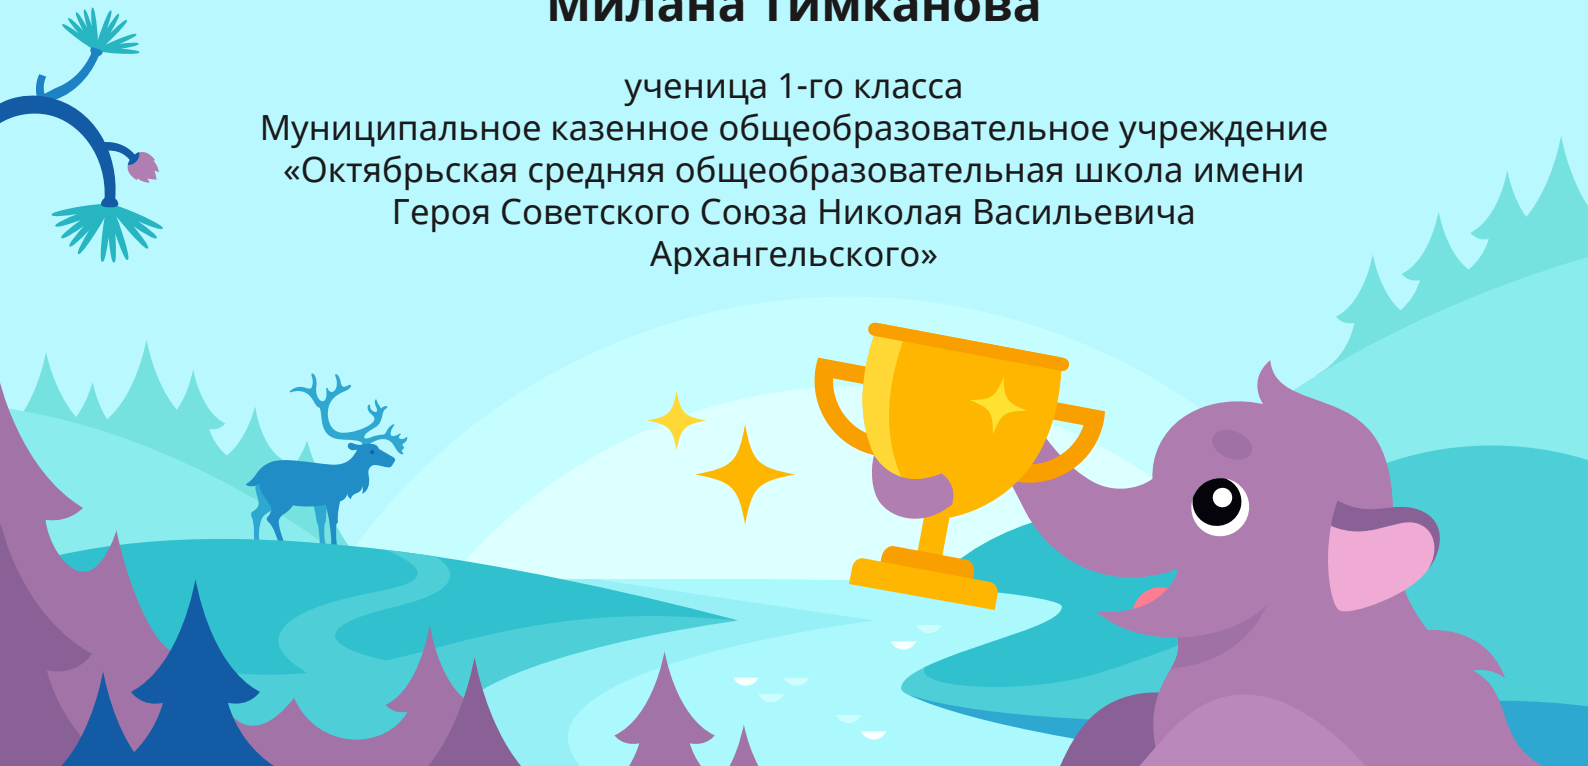 Милана Тимканова
ученица 1-го класса
Муниципальное казенное общеобразовательное учреждение
«Октябрьская средняя общеобразовательная школа имени
Героя Советского Союза Николая Васильевича
Архангельского»